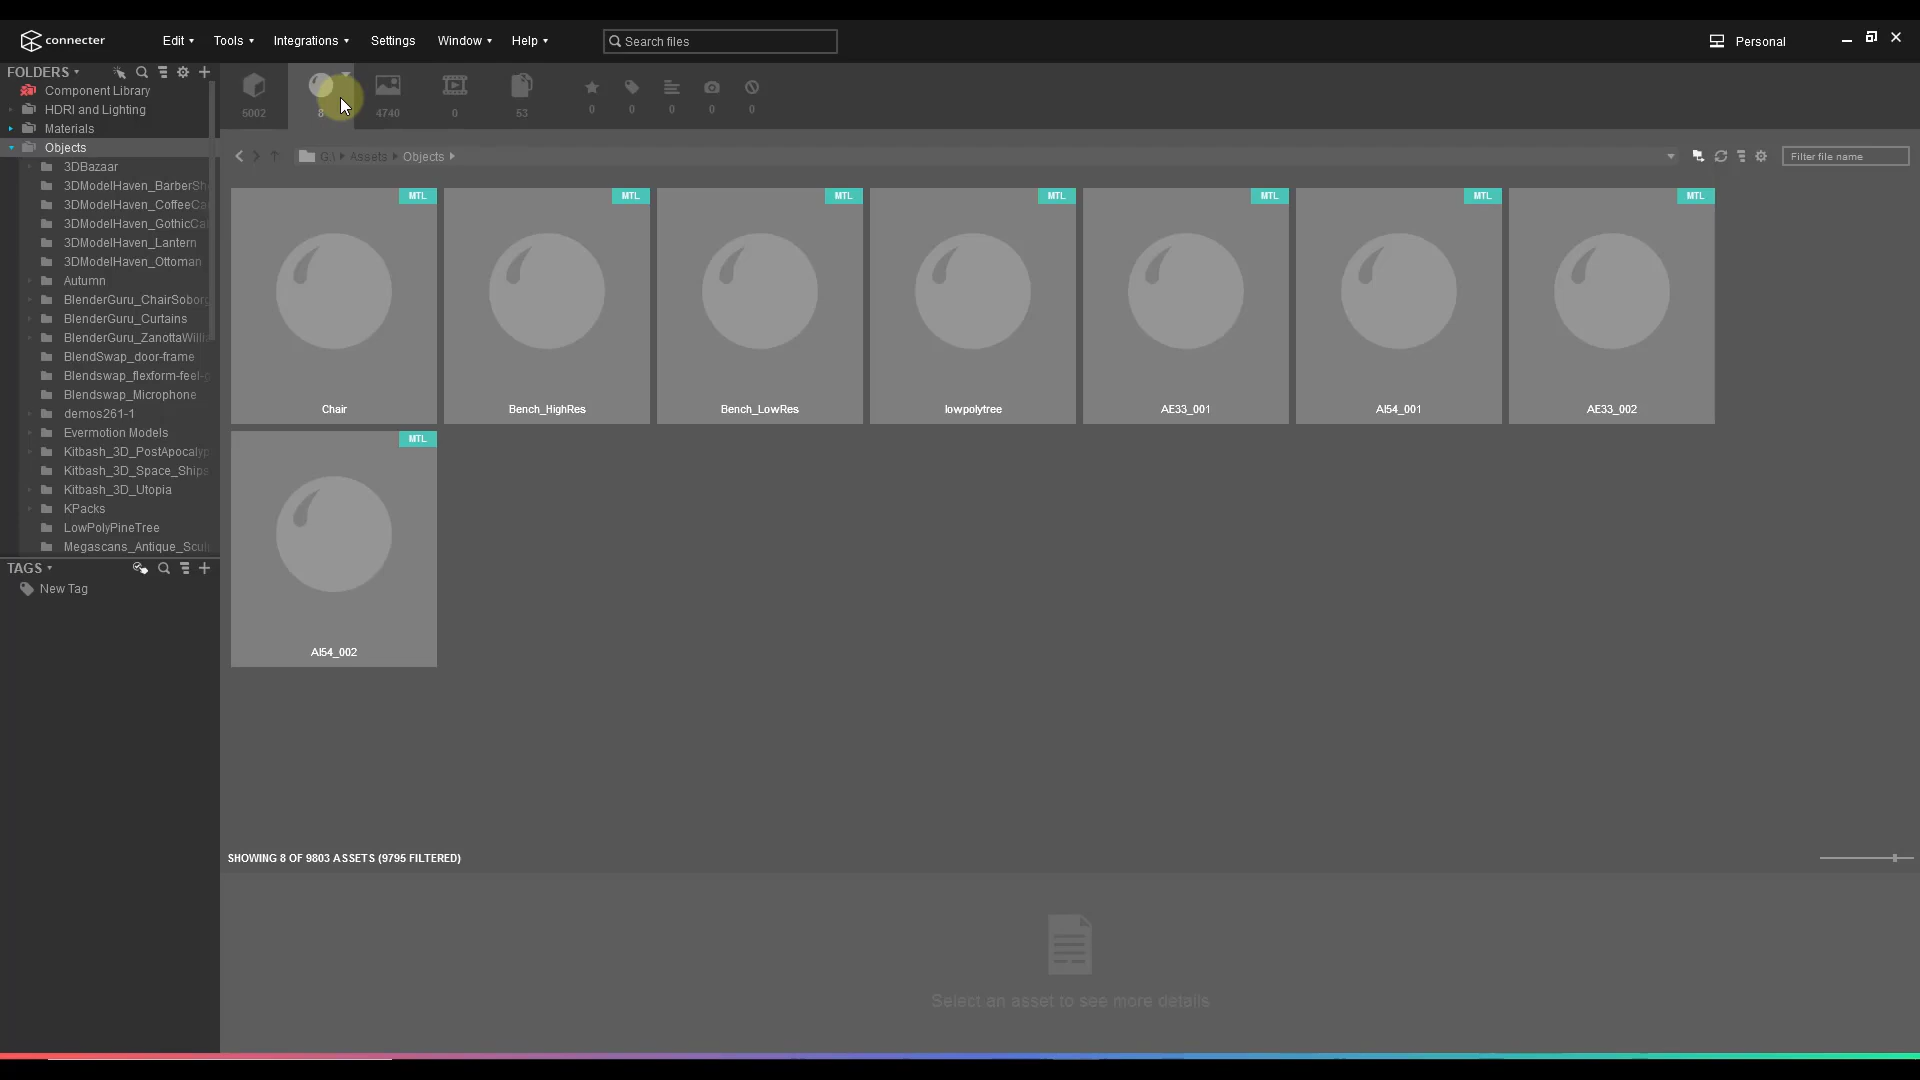 connecter
Edit
Tools
Integrations
Settings
Window
Help
Search files
Personal
FOLDERS
Component Library
HDRI and Lighting
Materials
Objects
3DBazaar
3DModelHaven_BarberSh
3DModelHaven_CoffeeCa
3DModelHaven_GothicCa
3DModelHaven_Lantern
3DModelHaven_Ottoman
Autumn
BlenderGuru_ChairSoborg
BlenderGuru_Curtains
BlenderGuru_ZanottaWilli
BlendSwap_door-frame
Blendswap_flexform-feel-g
Blendswap_Microphone
demos261-1
Evermotion Models
Kitbash_3D_PostApocalyp
Kitbash_3D_Space_Ships
Kitbash_3D_Utopia
KPacks
LowPolyPineTree
Megascans_Antique_Scul
TAGS
New Tag
5002
8
4740
0
53
0
0
0
0
0
G:\ Assets Objects
Filter file name
MTL
MTL
MTL
MTL
MTL
MTL
MTL
Chair
Bench_HighRes
Bench_LowRes
lowpolytree
AE33_001
AI54_001
AE33_002
MTL
AI54_002
SHOWING 8 OF 9803 ASSETS (9795 FILTERED)
Select an asset to see more details